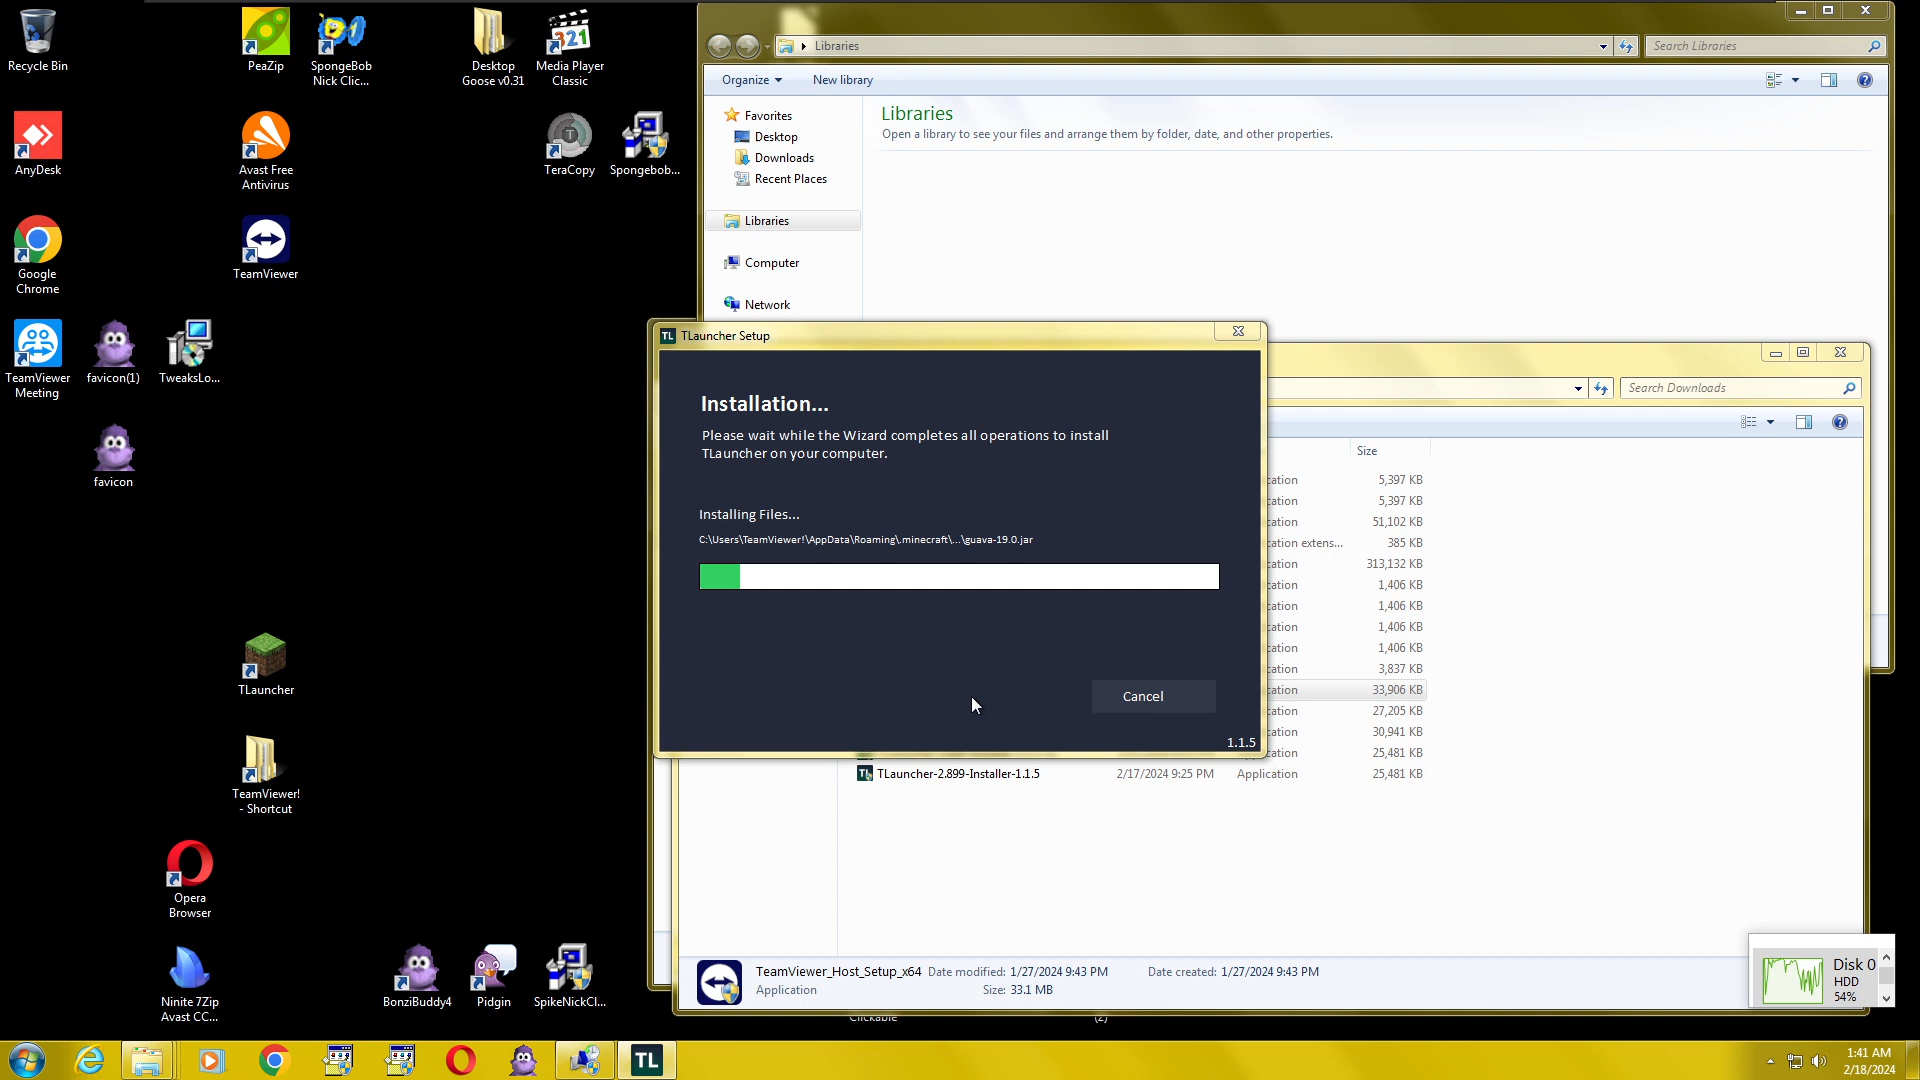 Recycle Bin
PeaZip
SpongeBob
Nick Clic...
Desktop
Goose v0.31
Media Player
Classic
AnyDesk
Avast Free
Antivirus
TeraCopy
Spongebob...
Google
Chrome
TeamViewer
TeamViewer
Meeting
favicon(1)
TweaksLo...
favicon
TLauncher
TeamViewer!
- Shortcut
Opera
Browser
Ninite 7Zip
Avast CC...
BonziBuddy4
Pidgin
SpikeNickCl...
Libraries
Search Libraries
Organize
New library
Favorites
Desktop
Downloads
Recent Places
Libraries
Computer
Network
Libraries
Open a library to see your files and arrange them by folder, date, and other properties.
TL TLauncher Setup
Installation...
Please wait while the Wizard completes all operations to install
TLauncher on your computer.
Installing Files...
C:\Users\TeamViewer!\AppData\Roaming\.minecraft\...\guava-19.0.jar
Cancel
1.1.5
Search Downloads
Size
cation 5,397 KB
cation 5,397 KB
cation 51,102 KB
cation extens... 385 KB
cation 313,132 KB
cation 1,406 KB
cation 1,406 KB
cation 1,406 KB
cation 1,406 KB
cation 3,837 KB
cation 33,906 KB
cation 27,205 KB
cation 30,941 KB
cation 25,481 KB
TLauncher-2.899-Installer-1.1.5 2/17/2024 9:25 PM Application 25,481 KB
TeamViewer_Host_Setup_x64 Date modified: 1/27/2024 9:43 PM Date created: 1/27/2024 9:43 PM
Application Size: 33.1 MB
Clickable (2)
Disk 0
HDD
54%
TL
1:41 AM
2/18/2024